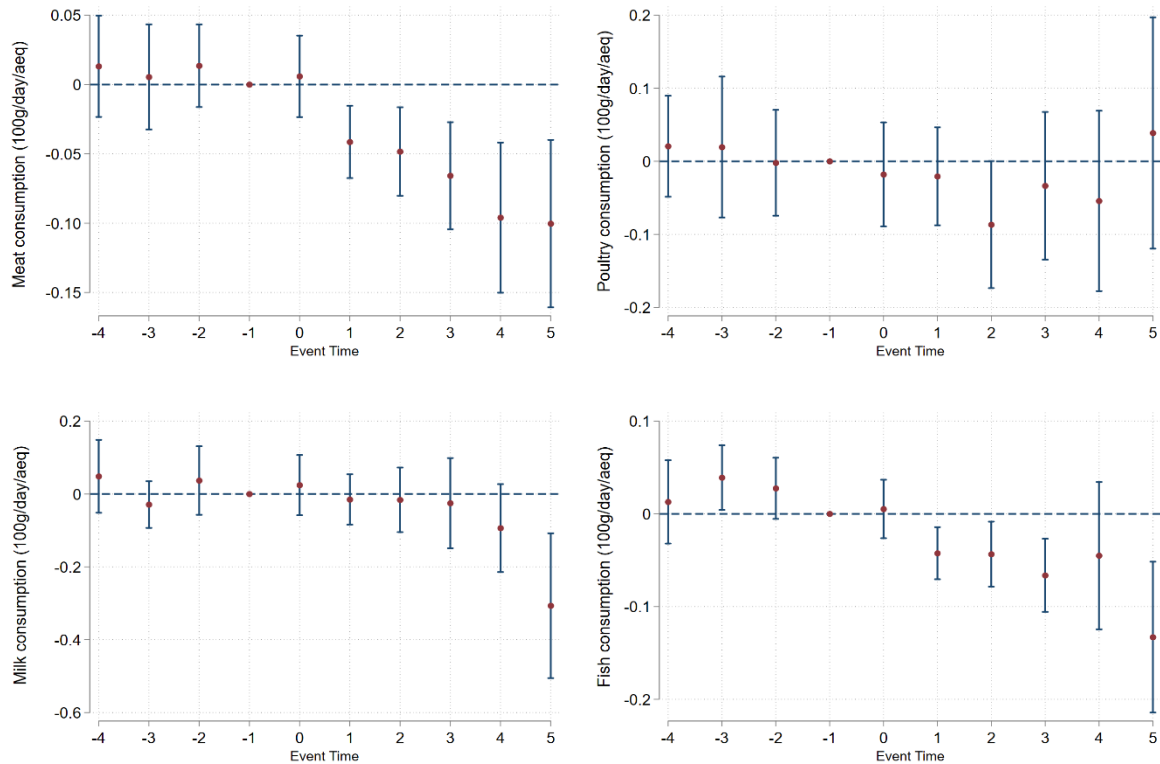 Meat consumption (100g/day/aeq)
0.05
0
-0.05
-0.10
-0.15
-4 -3 -2 -1 0 1 2 3 4 5
Event Time
Poultry consumption (100g/day/aeq)
0.2
0.1
0
-0.1
-0.2
-4 -3 -2 -1 0 1 2 3 4 5
Event Time
Milk consumption (100g/day/aeq)
0.2
0
-0.2
-0.4
-0.6
-4 -3 -2 -1 0 1 2 3 4 5
Event Time
Fish consumption (100g/day/aeq)
0.1
0
-0.1
-0.2
-4 -3 -2 -1 0 1 2 3 4 5
Event Time